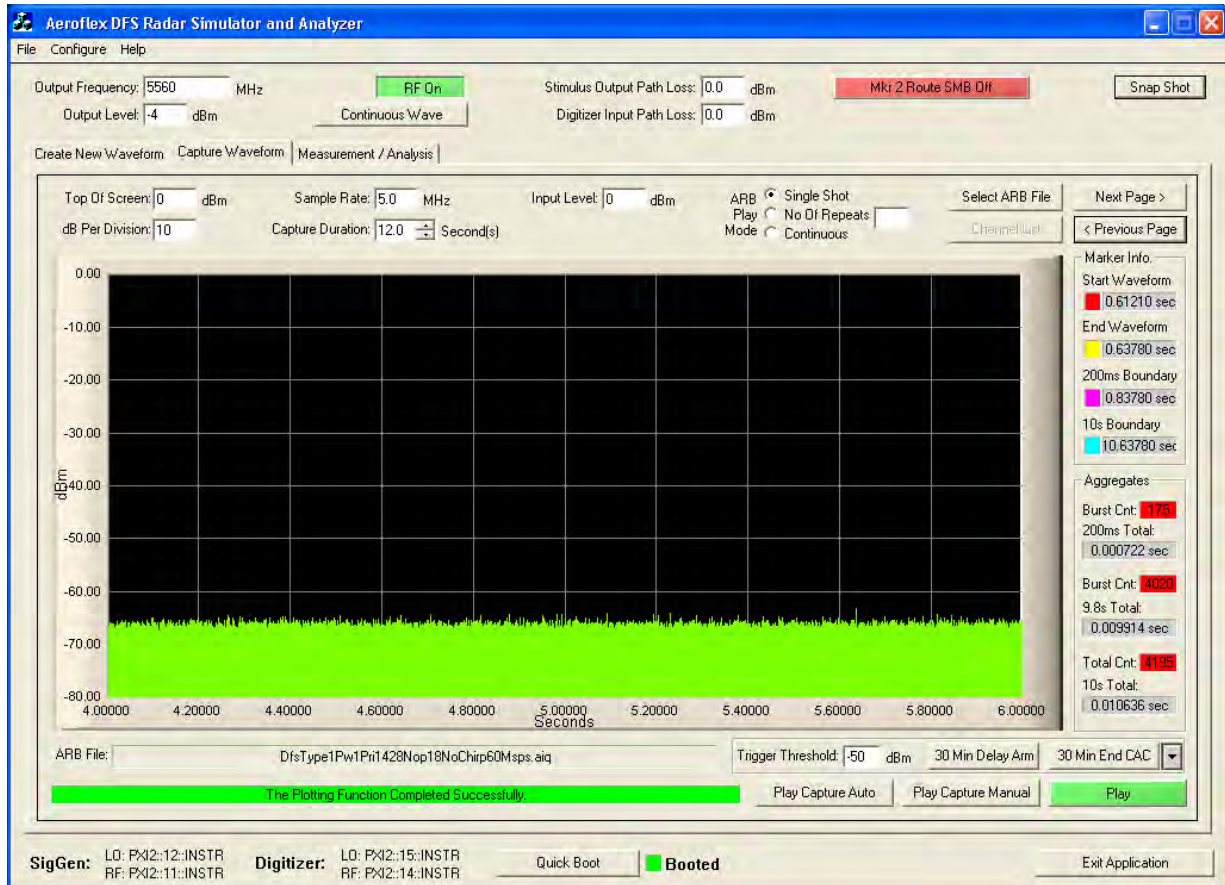 Aeroflex DFS Radar Simulator and Analyzer
File Configure Help
Output Frequency: 5560 MHz RF On Stimulus Output Path Loss: 0.0 dBm Mkr 2 Route SMB Off Snap Shot
Output Level: -4 dBm Continuous Wave Digitizer Input Path Loss: 0.0 dBm
Create New Waveform Capture Waveform Measurement / Analysis
Top Of Screen: 0 dBm Sample Rate: 5.0 MHz Input Level: 0 dBm ARB Single Shot Select ARB File Next Page >
Play No Of Repeats
dB Per Division: 10 Capture Duration: 12.0 Second(s) Mode Continuous Channel List < Previous Page
Marker Info.
Start Waveform
0.61210 sec
End Waveform
0.63780 sec
200ms Boundary
0.83780 sec
10s Boundary
10.63780 sec
Aggregates
Burst Cnt: 175
200ms Total:
0.000722 sec
Burst Cnt: 4020
9.8s Total:
0.009914 sec
Total Cnt: 4195
10s Total:
0.010636 sec
0.00
-10.00
-20.00
-30.00
-40.00
-50.00
-60.00
-70.00
-80.00
dBm
4.00000 4.20000 4.40000 4.60000 4.80000 5.00000 5.20000 5.40000 5.60000 5.80000 6.00000
Seconds
ARB File: DfsType1Pw1Pri1428Nop18NoChirp60Msps.aiq Trigger Threshold: -50 dBm 30 Min Delay Arm 30 Min End CAC
The Plotting Function Completed Successfully. Play Capture Auto Play Capture Manual Play
SigGen: LO: PXI2::12::INSTR Digitizer: LO: PXI2::15::INSTR Quick Boot Booted Exit Application
RF: PXI2::11::INSTR RF: PXI2::14::INSTR